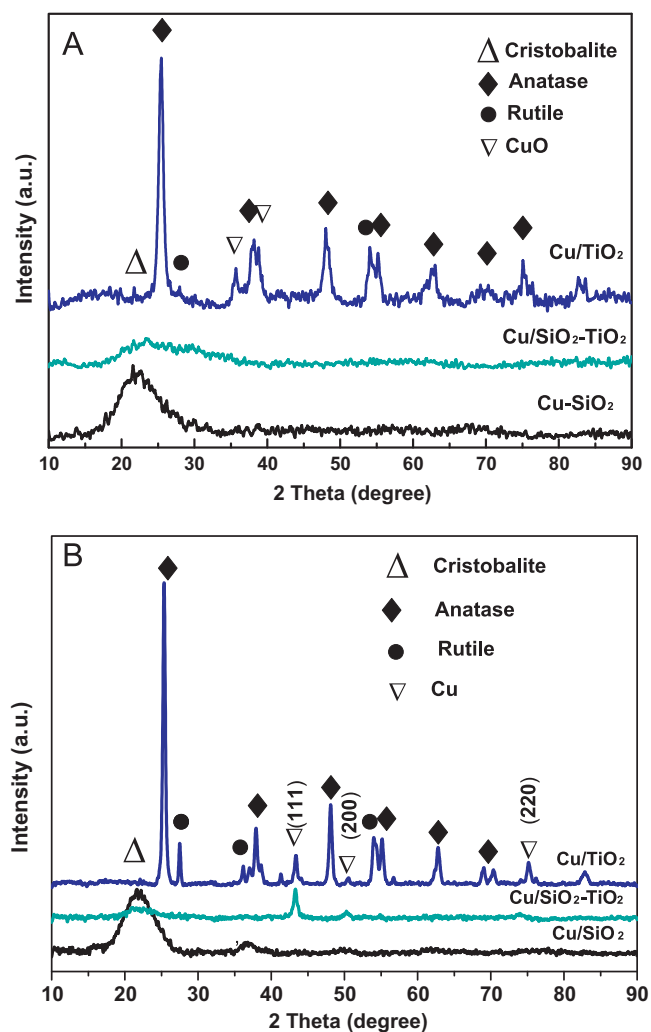 A
Cristobalite
Anatase
Rutile
CuO
Cu/TiO₂
Cu/SiO₂-TiO₂
Cu-SiO₂
Intensity (a.u.)
10 20 30 40 50 60 70 80 90
2 Theta (degree)
B
Cristobalite
Anatase
Rutile
Cu
(111)
(200)
(220)
Cu/TiO₂
Cu/SiO₂-TiO₂
Cu/SiO₂
Intensity (a.u.)
10 20 30 40 50 60 70 80 90
2 Theta (degree)